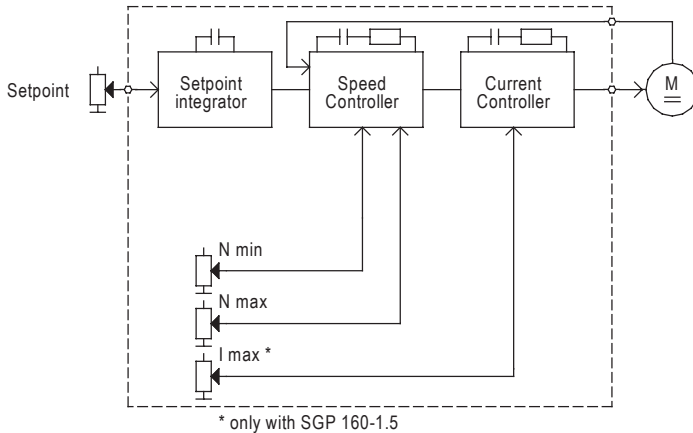 Setpoint
Setpoint
integrator
Speed
Controller
Current
Controller
M
N min
N max
I max *
* only with SGP 160-1.5